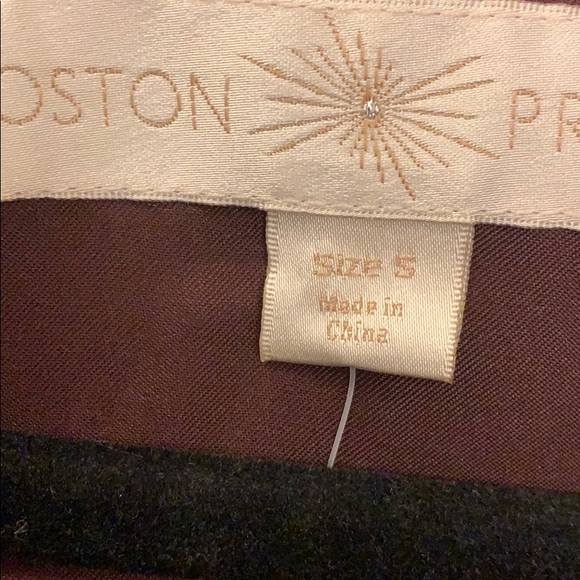 OSTON PR
Size S
Made in
China